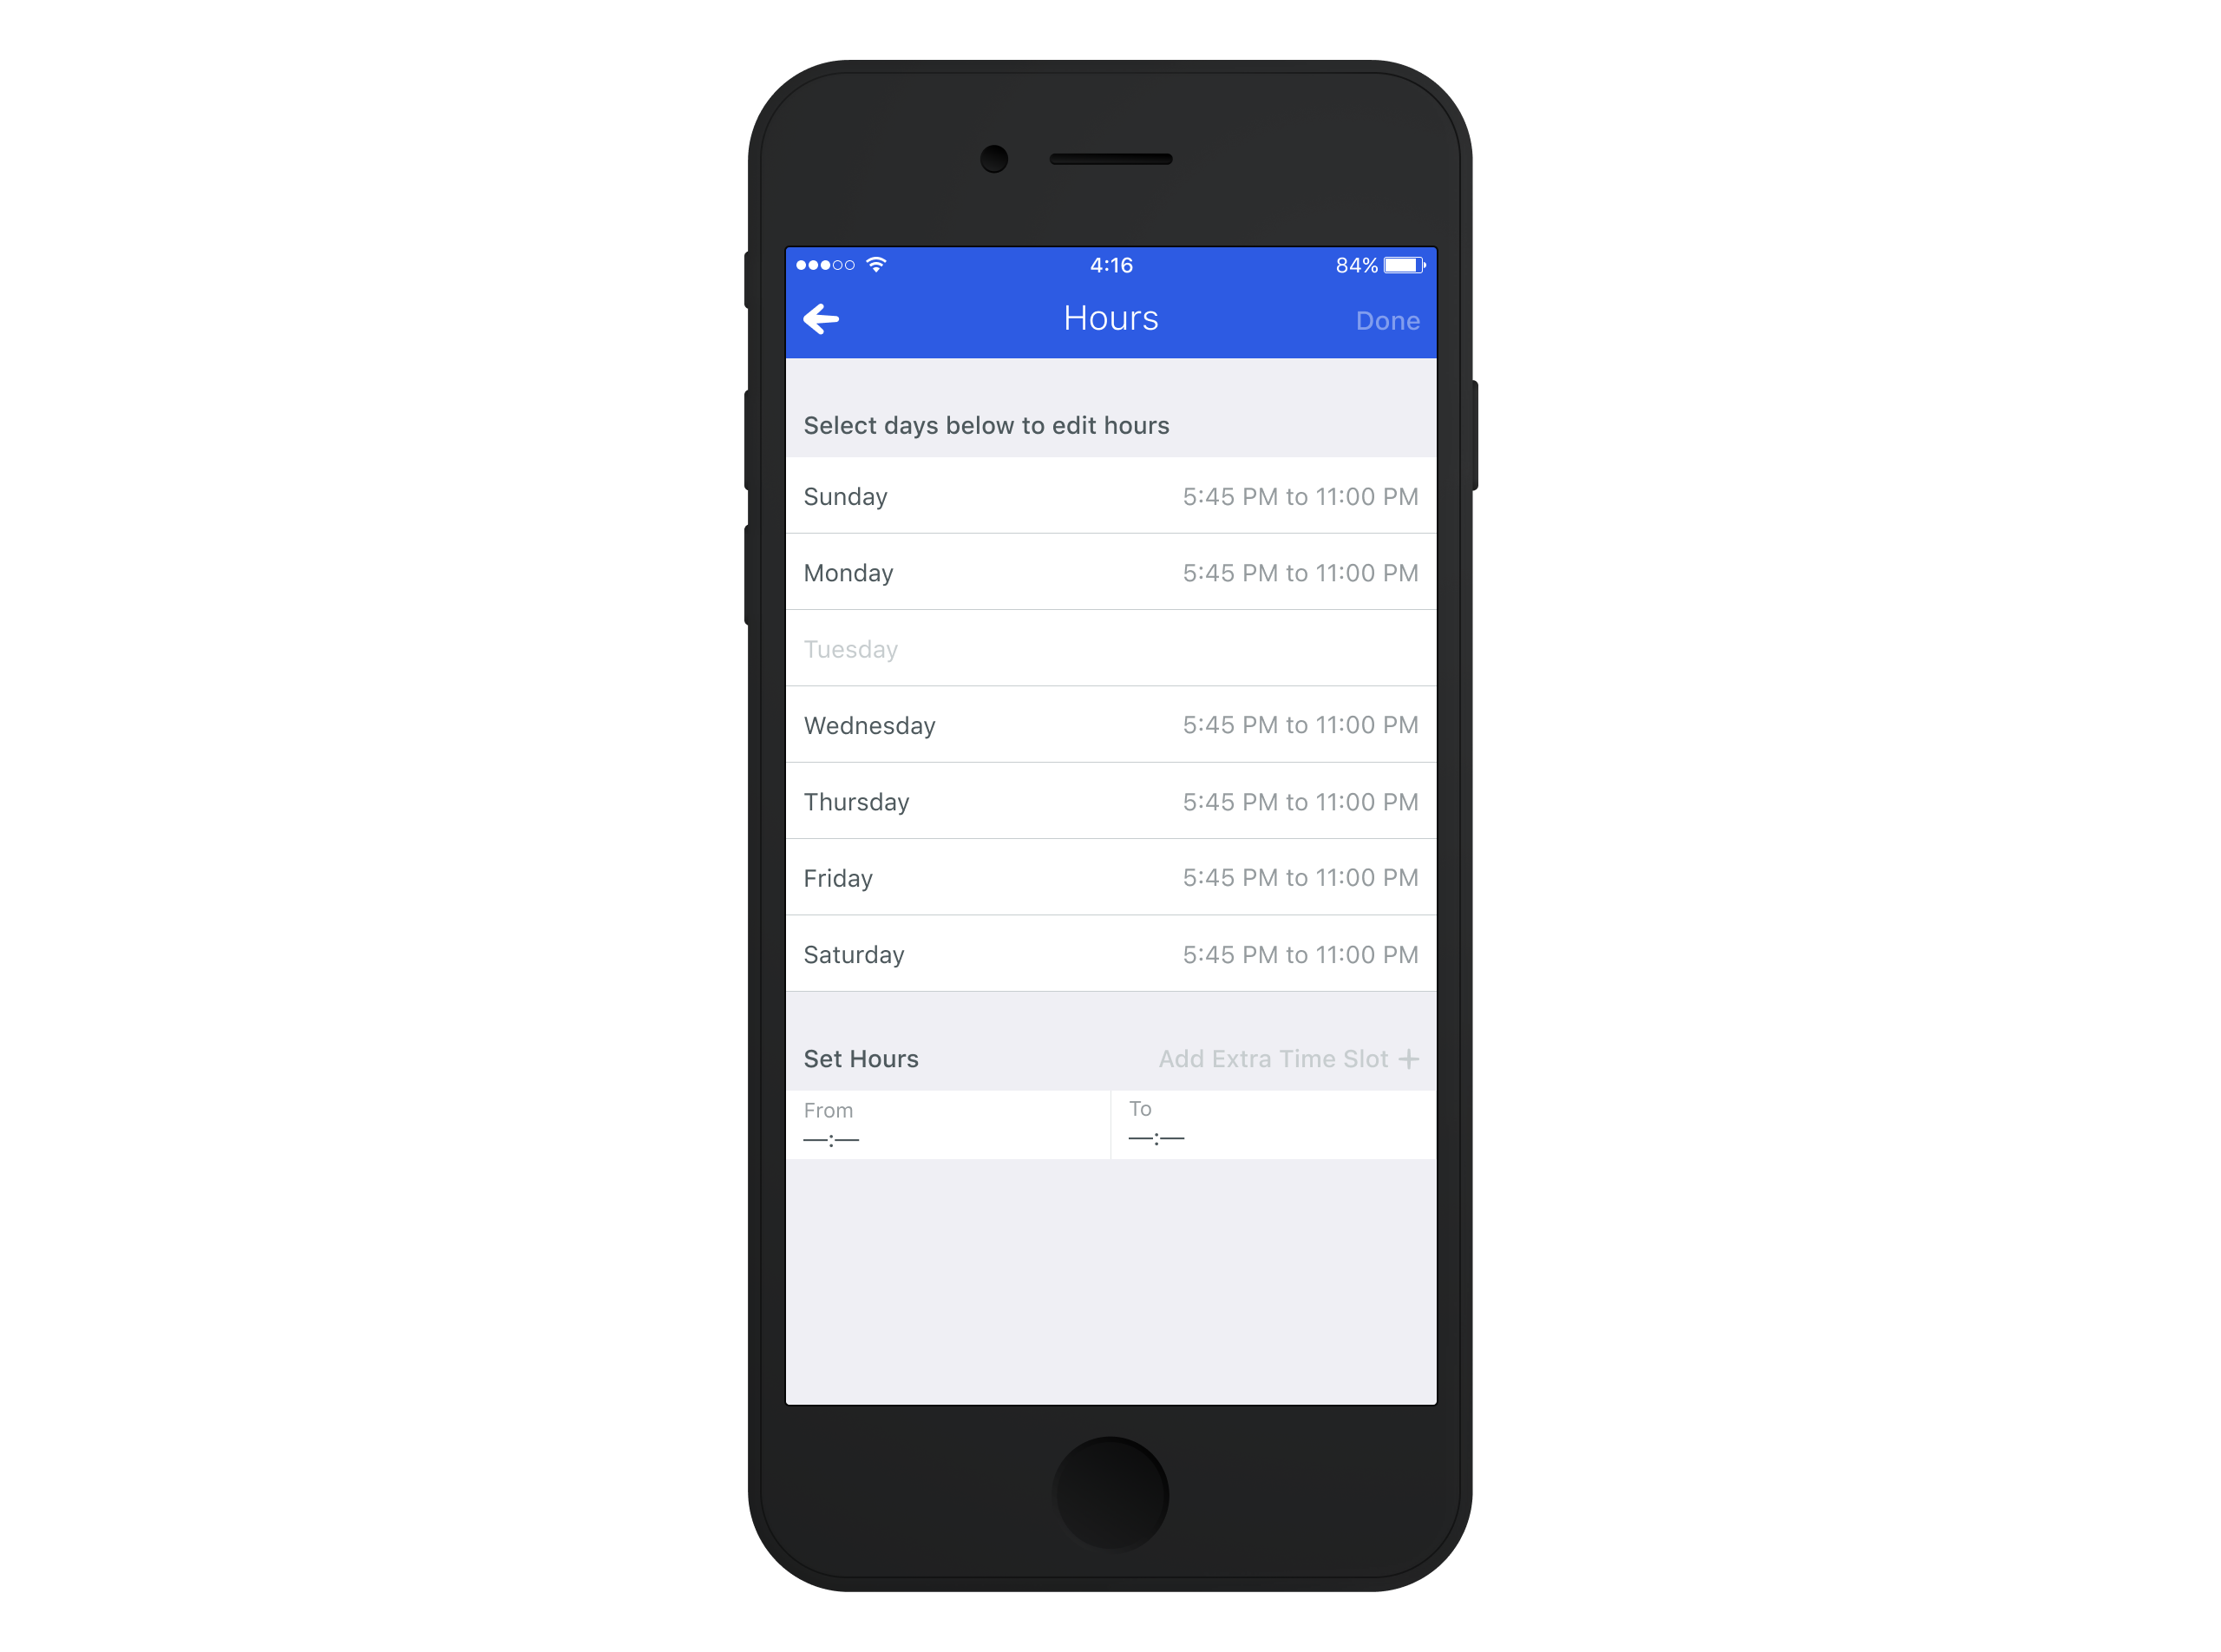 4:16 84%
Hours Done
Select days below to edit hours
Sunday 5:45 PM to 11:00 PM
Monday 5:45 PM to 11:00 PM
Tuesday
Wednesday 5:45 PM to 11:00 PM
Thursday 5:45 PM to 11:00 PM
Friday 5:45 PM to 11:00 PM
Saturday 5:45 PM to 11:00 PM
Set Hours Add Extra Time Slot +
From To
—:— —:—